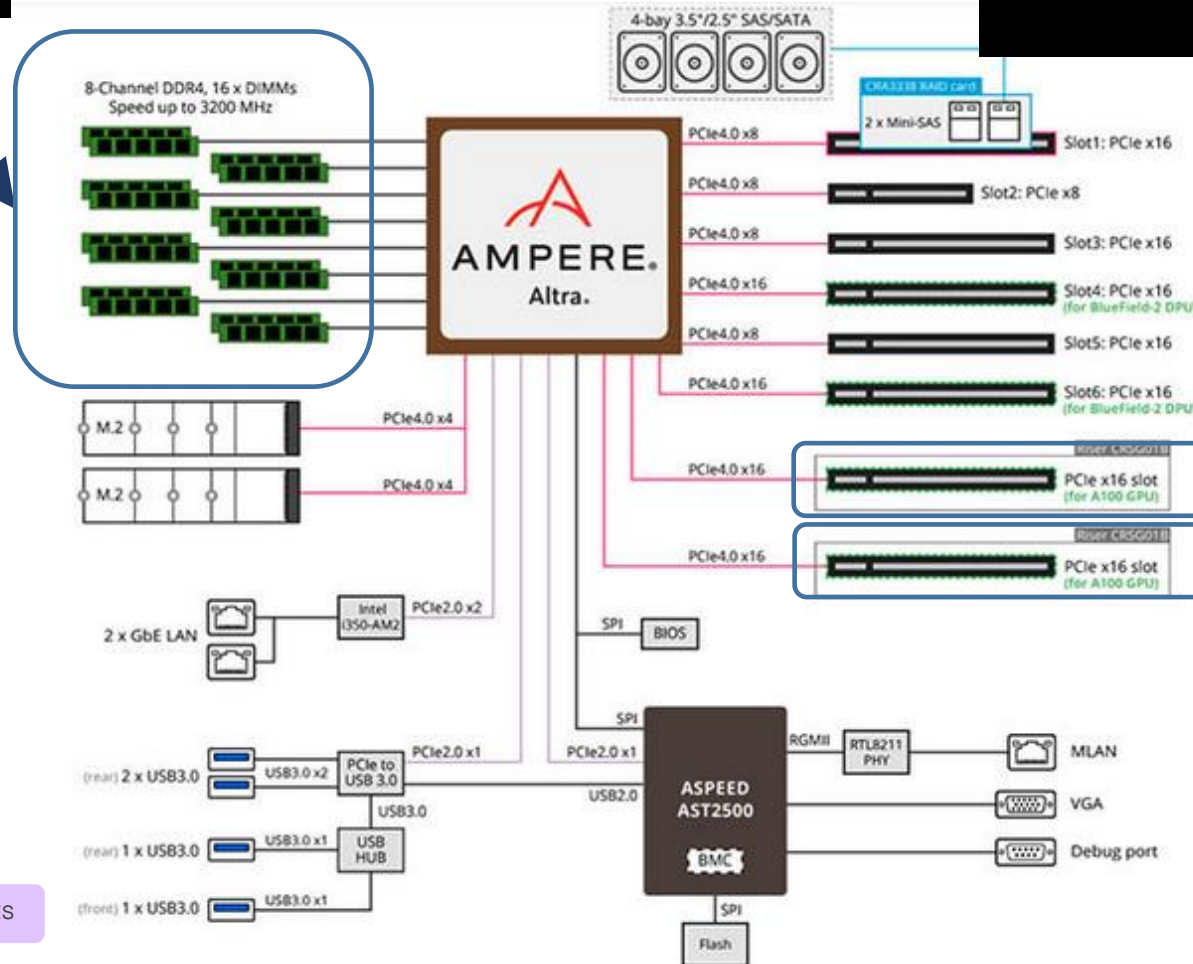 4-bay 3.5"/2.5" SAS/SATA
8-Channel DDR4, 16 x DIMMs
Speed up to 3200 MHz
CRA3338 RAID card
2 x Mini-SAS
PCIe4.0 x8
Slot1: PCIe x16
PCIe4.0 x8
Slot2: PCIe x8
PCIe4.0 x8
Slot3: PCIe x16
AMPERE.
Altra.
PCIe4.0 x16
Slot4: PCIe x16
(for BlueField-2 DPU
PCIe4.0 x8
Slot5: PCIe x16
PCIe4.0 x16
Slot6: PCIe x16
(for BlueField-2 DPU
M.2
PCIe4.0 x4
M.2
PCIe4.0 x4
Riser CRSG01B
PCIe4.0 x16
PCIe x16 slot
(for A100 GPU)
Riser CRSG01B
PCIe4.0 x16
PCIe x16 slot
(for A100 GPU)
2 x GbE LAN
Intel
i350-AM2
PCIe2.0 x2
SPI
BIOS
SPI
(rear) 2 x USB3.0
USB3.0 x2
PCIe to
USB 3.0
PCIe2.0 x1
PCIe2.0 x1
USB2.0
USB3.0
ASPEED
AST2500
BMC
RGMII
RTL8211
PHY
MLAN
VGA
Debug port
(rear) 1 x USB3.0
USB3.0 x1
USB
HUB
(front) 1 x USB3.0
USB3.0 x1
SPI
Flash